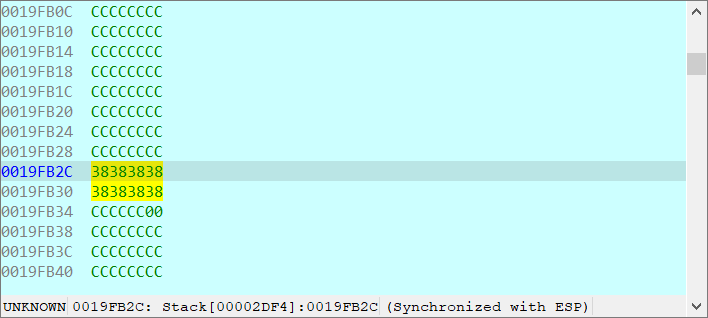 0019FB0C CCCCCCCC
0019FB10 CCCCCCCC
0019FB14 CCCCCCCC
0019FB18 CCCCCCCC
0019FB1C CCCCCCCC
0019FB20 CCCCCCCC
0019FB24 CCCCCCCC
0019FB28 CCCCCCCC
0019FB2C 38383838
0019FB30 38383838
0019FB34 CCCCCC00
0019FB38 CCCCCCCC
0019FB3C CCCCCCCC
0019FB40 CCCCCCCC
UNKNOWN 0019FB2C: Stack[00002DF4]:0019FB2C (Synchronized with ESP)